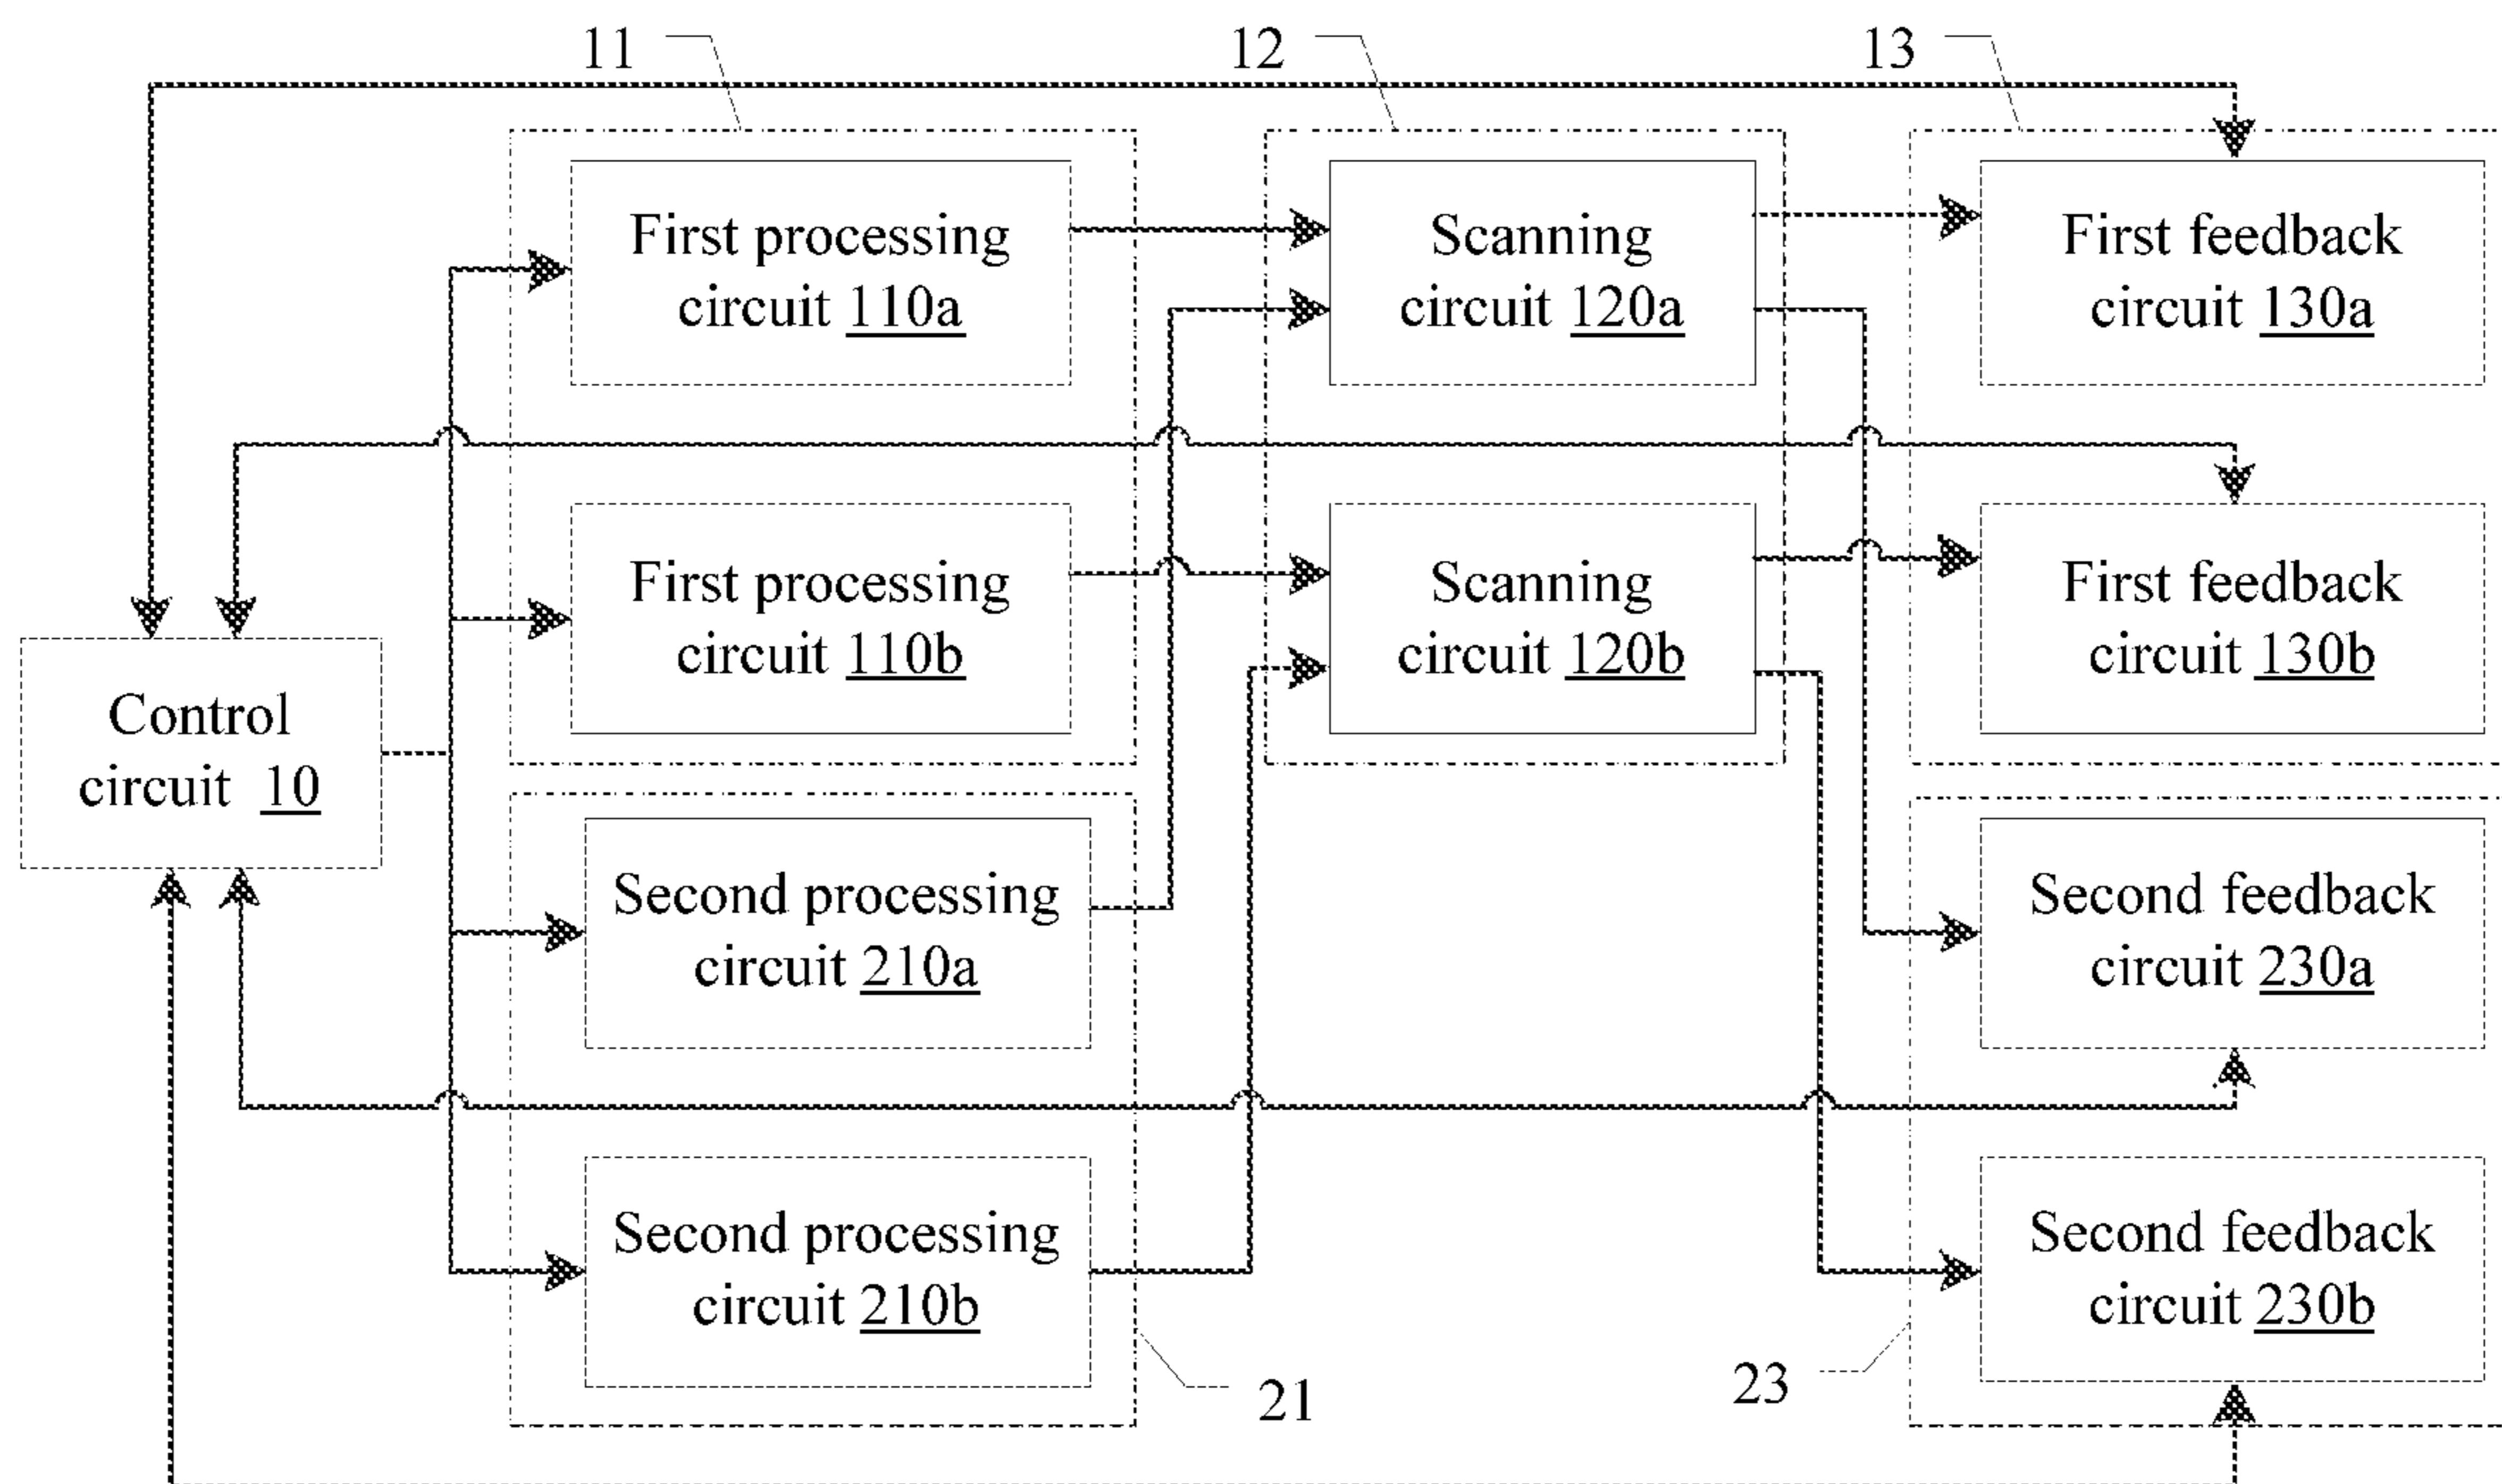 11
12
13
First processing
circuit 110a
Scanning
circuit 120a
First feedback
circuit 130a
First processing
circuit 110b
Scanning
circuit 120b
First feedback
circuit 130b
Control
circuit 10
Second processing
circuit 210a
Second feedback
circuit 230a
Second processing
circuit 210b
Second feedback
circuit 230b
21
23